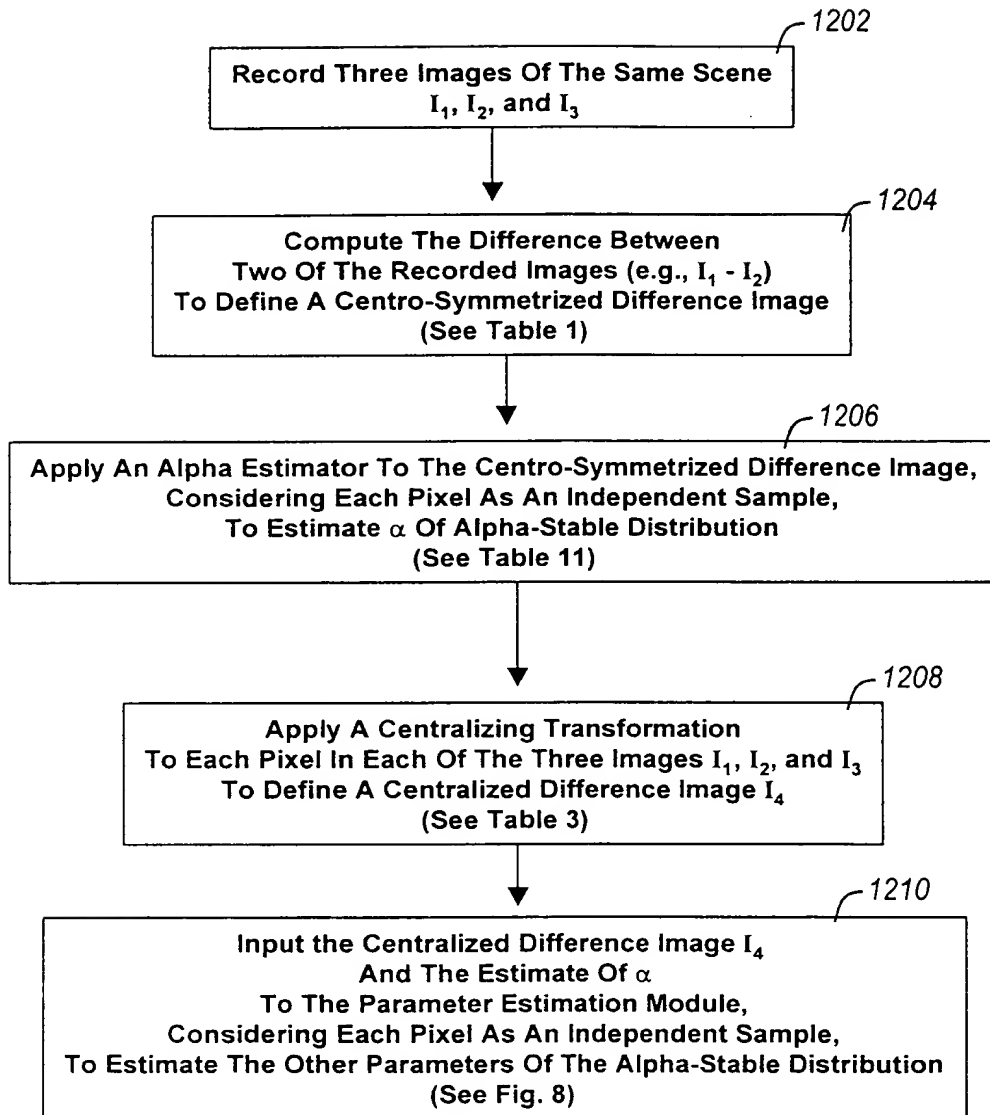 1202
Record Three Images Of The Same Scene
I₁, I₂, and I₃
1204
Compute The Difference Between
Two Of The Recorded Images (e.g., I₁ - I₂)
To Define A Centro-Symmetrized Difference Image
(See Table 1)
1206
Apply An Alpha Estimator To The Centro-Symmetrized Difference Image,
Considering Each Pixel As An Independent Sample,
To Estimate α Of Alpha-Stable Distribution
(See Table 11)
1208
Apply A Centralizing Transformation
To Each Pixel In Each Of The Three Images I₁, I₂, and I₃
To Define A Centralized Difference Image I₄
(See Table 3)
1210
Input the Centralized Difference Image I₄
And The Estimate Of α
To The Parameter Estimation Module,
Considering Each Pixel As An Independent Sample,
To Estimate The Other Parameters Of The Alpha-Stable Distribution
(See Fig. 8)